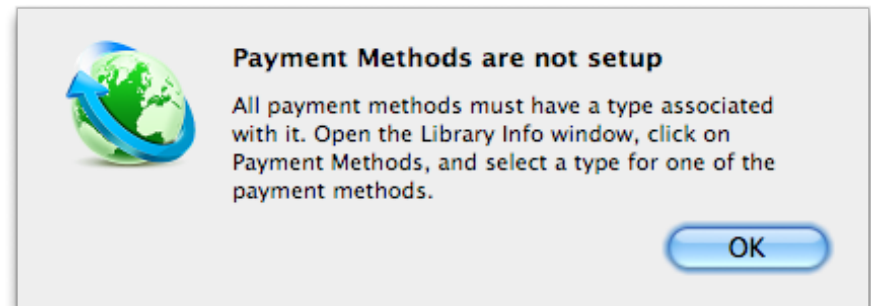 Payment Methods are not setup
All payment methods must have a type associated
with it. Open the Library Info window, click on
Payment Methods, and select a type for one of the
payment methods.
OK